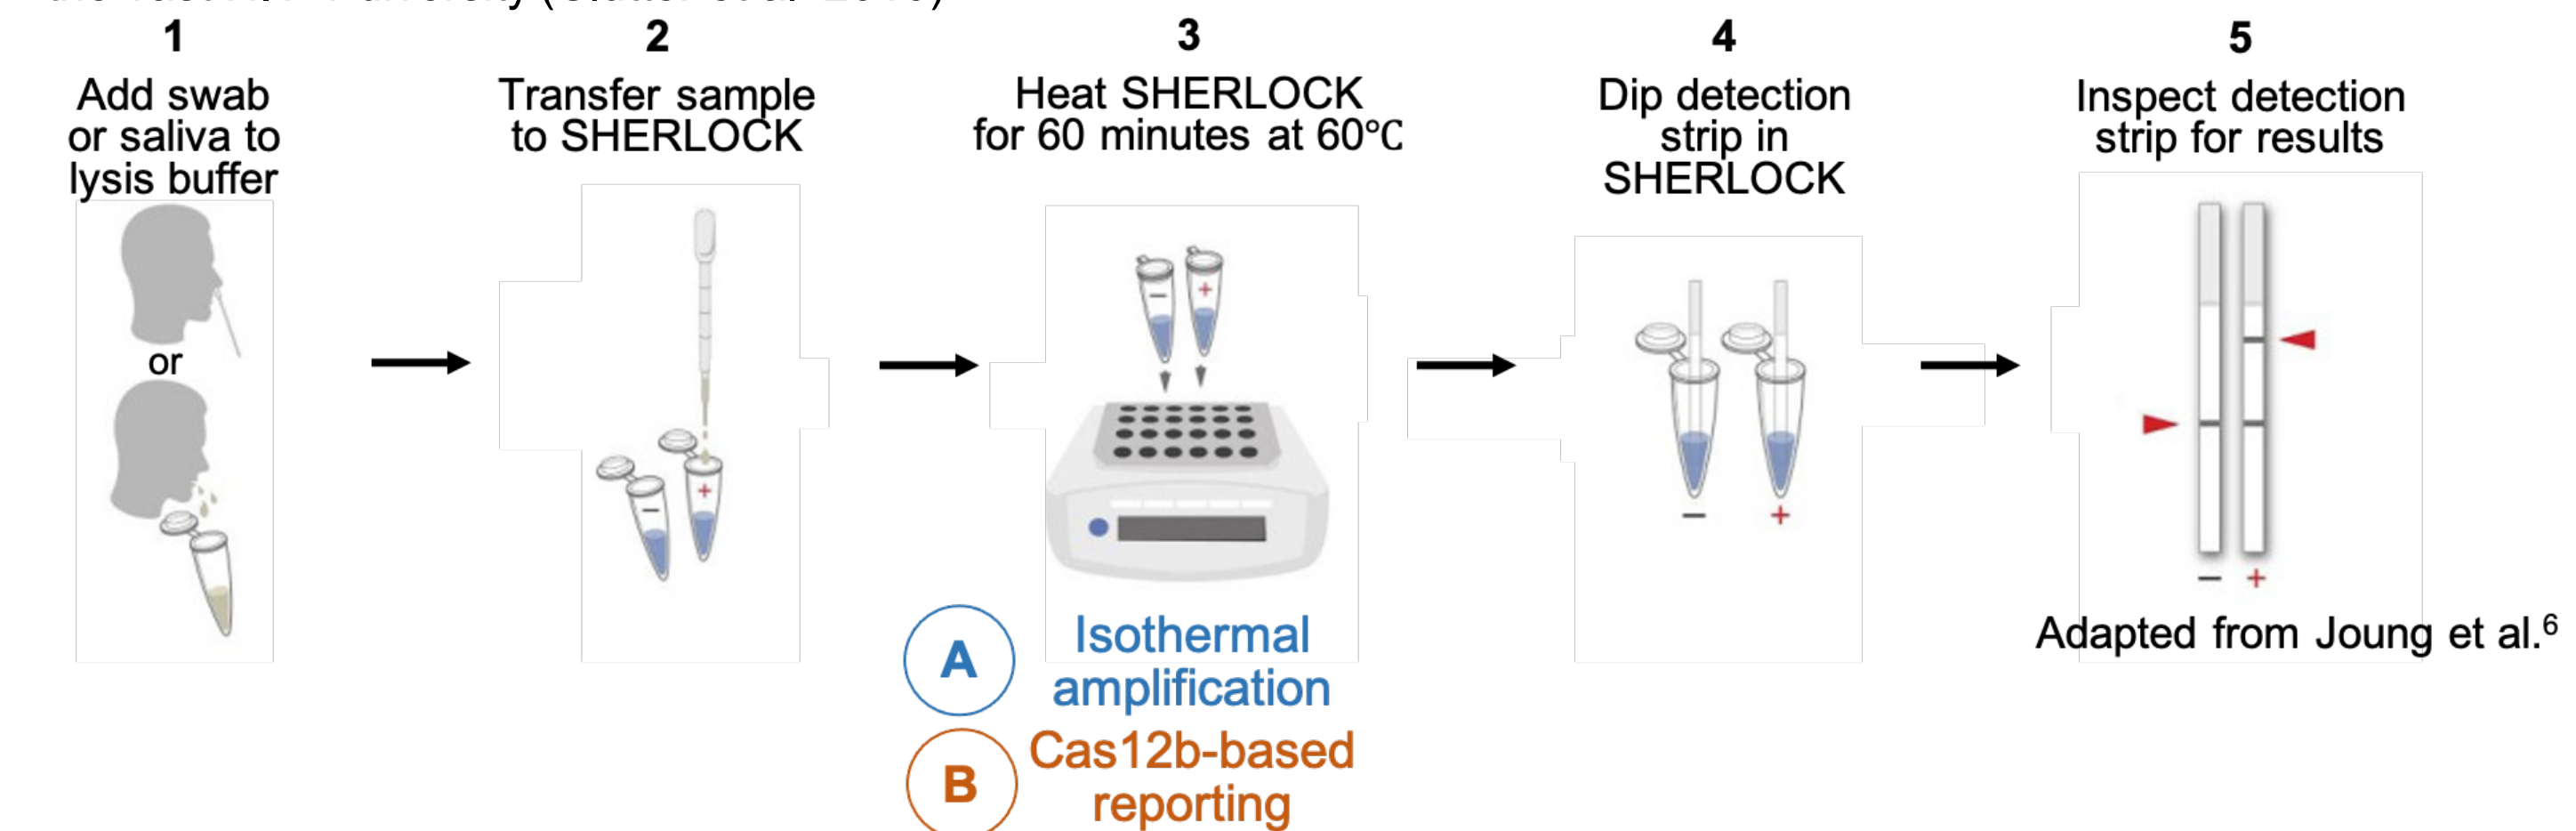 1
Add swab
or saliva to
lysis buffer
or
2
Transfer sample
to SHERLOCK
− +
3
Heat SHERLOCK
for 60 minutes at 60℃
− +
A
Isothermal
amplification
B
Cas12b-based
reporting
4
Dip detection
strip in
SHERLOCK
− +
5
Inspect detection
strip for results
− +
Adapted from Joung et al.⁶